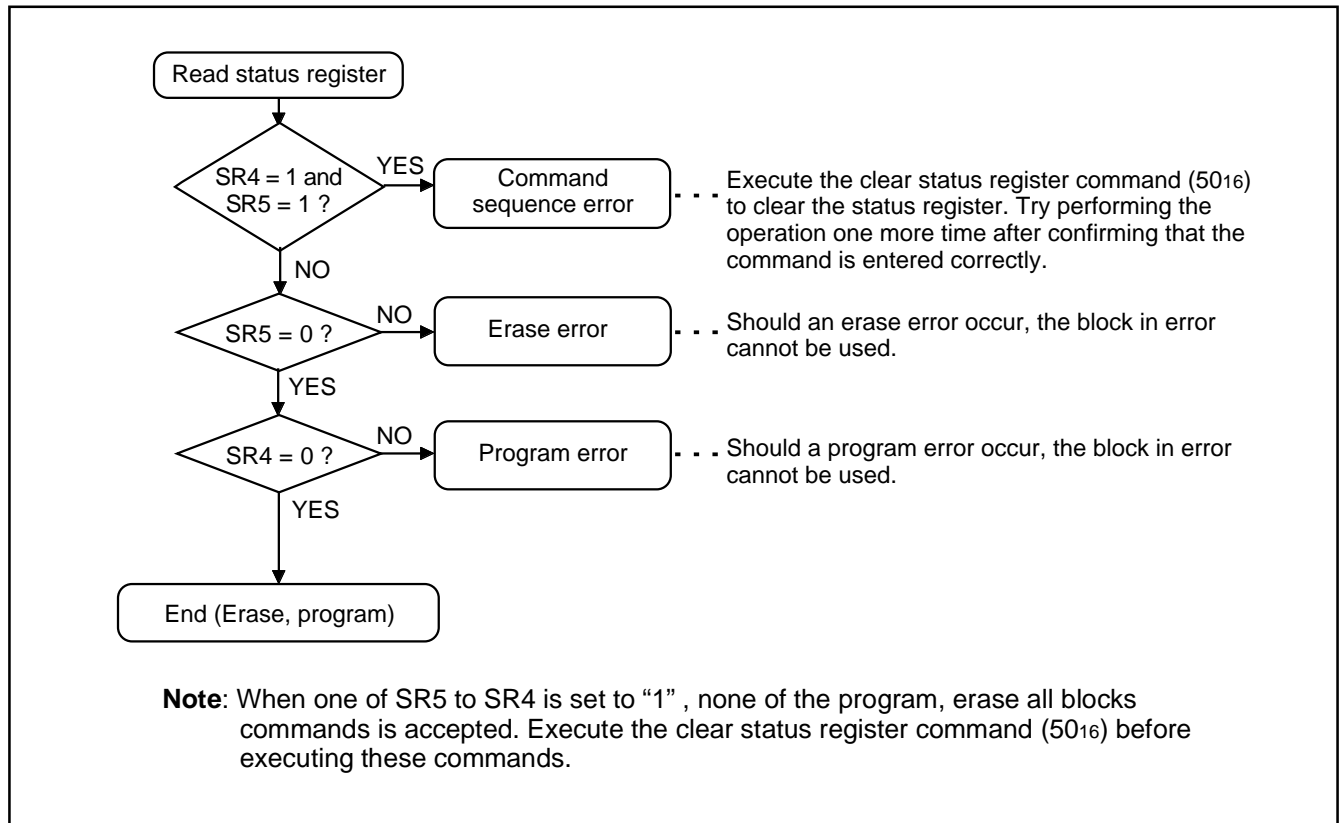 Read status register
SR4 = 1 and
SR5 = 1 ?
YES
Command
sequence error
Execute the clear status register command (5016)
to clear the status register. Try performing the
operation one more time after confirming that the
command is entered correctly.
NO
SR5 = 0 ?
NO
Erase error
Should an erase error occur, the block in error
cannot be used.
YES
SR4 = 0 ?
NO
Program error
Should a program error occur, the block in error
cannot be used.
YES
End (Erase, program)
Note: When one of SR5 to SR4 is set to “1” , none of the program, erase all blocks
commands is accepted. Execute the clear status register command (5016) before
executing these commands.